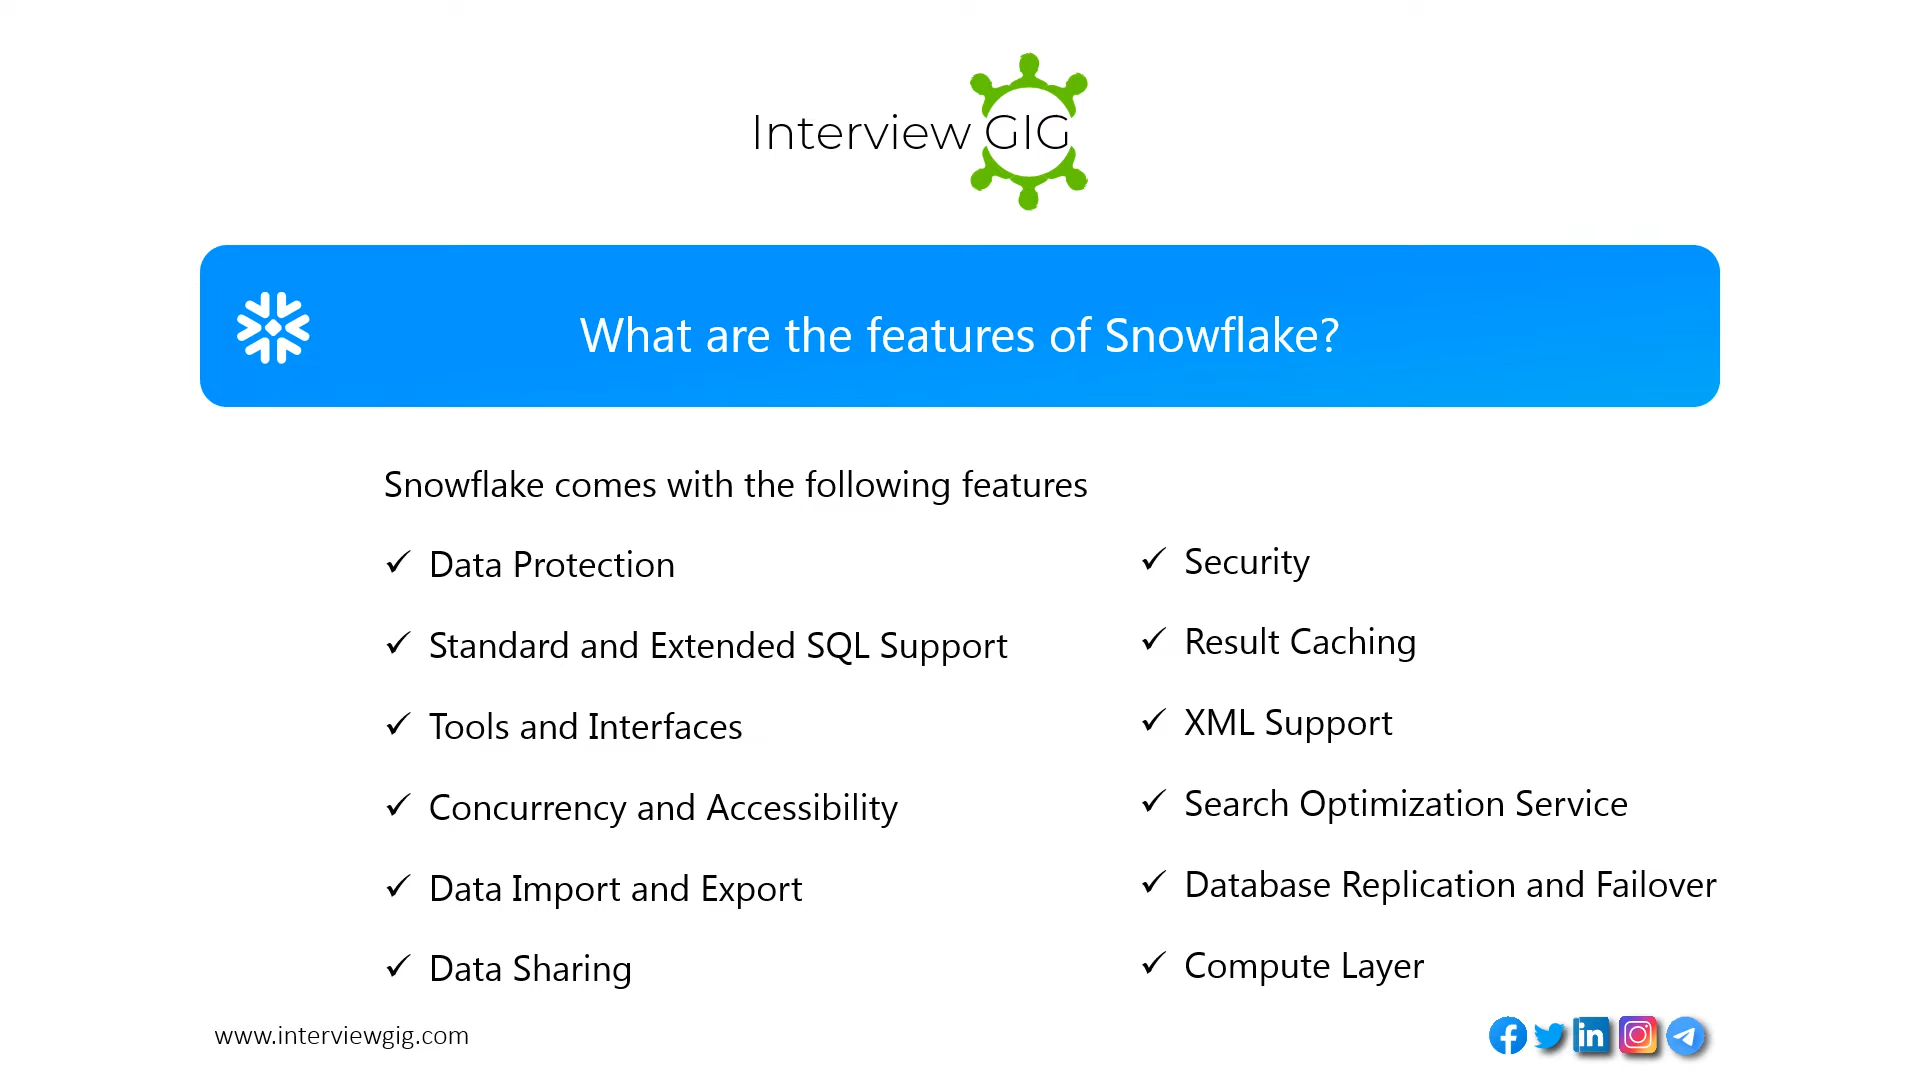 Interview GIG
What are the features of Snowflake?
Snowflake comes with the following features
✓ Data Protection
✓ Standard and Extended SQL Support
✓ Tools and Interfaces
✓ Concurrency and Accessibility
✓ Data Import and Export
✓ Data Sharing
✓ Security
✓ Result Caching
✓ XML Support
✓ Search Optimization Service
✓ Database Replication and Failover
✓ Compute Layer
www.interviewgig.com